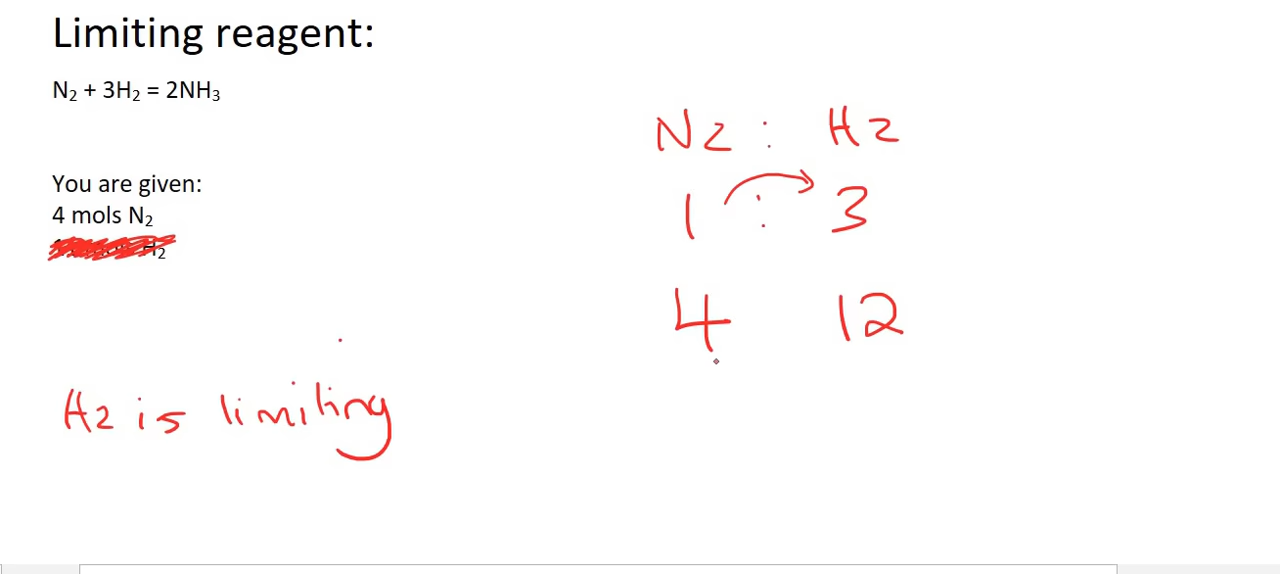 Limiting reagent:
N₂ + 3H₂ = 2NH₃
You are given:
4 mols N₂
H₂
N2 : H2
1 : 3
4 12
H2 is limiting